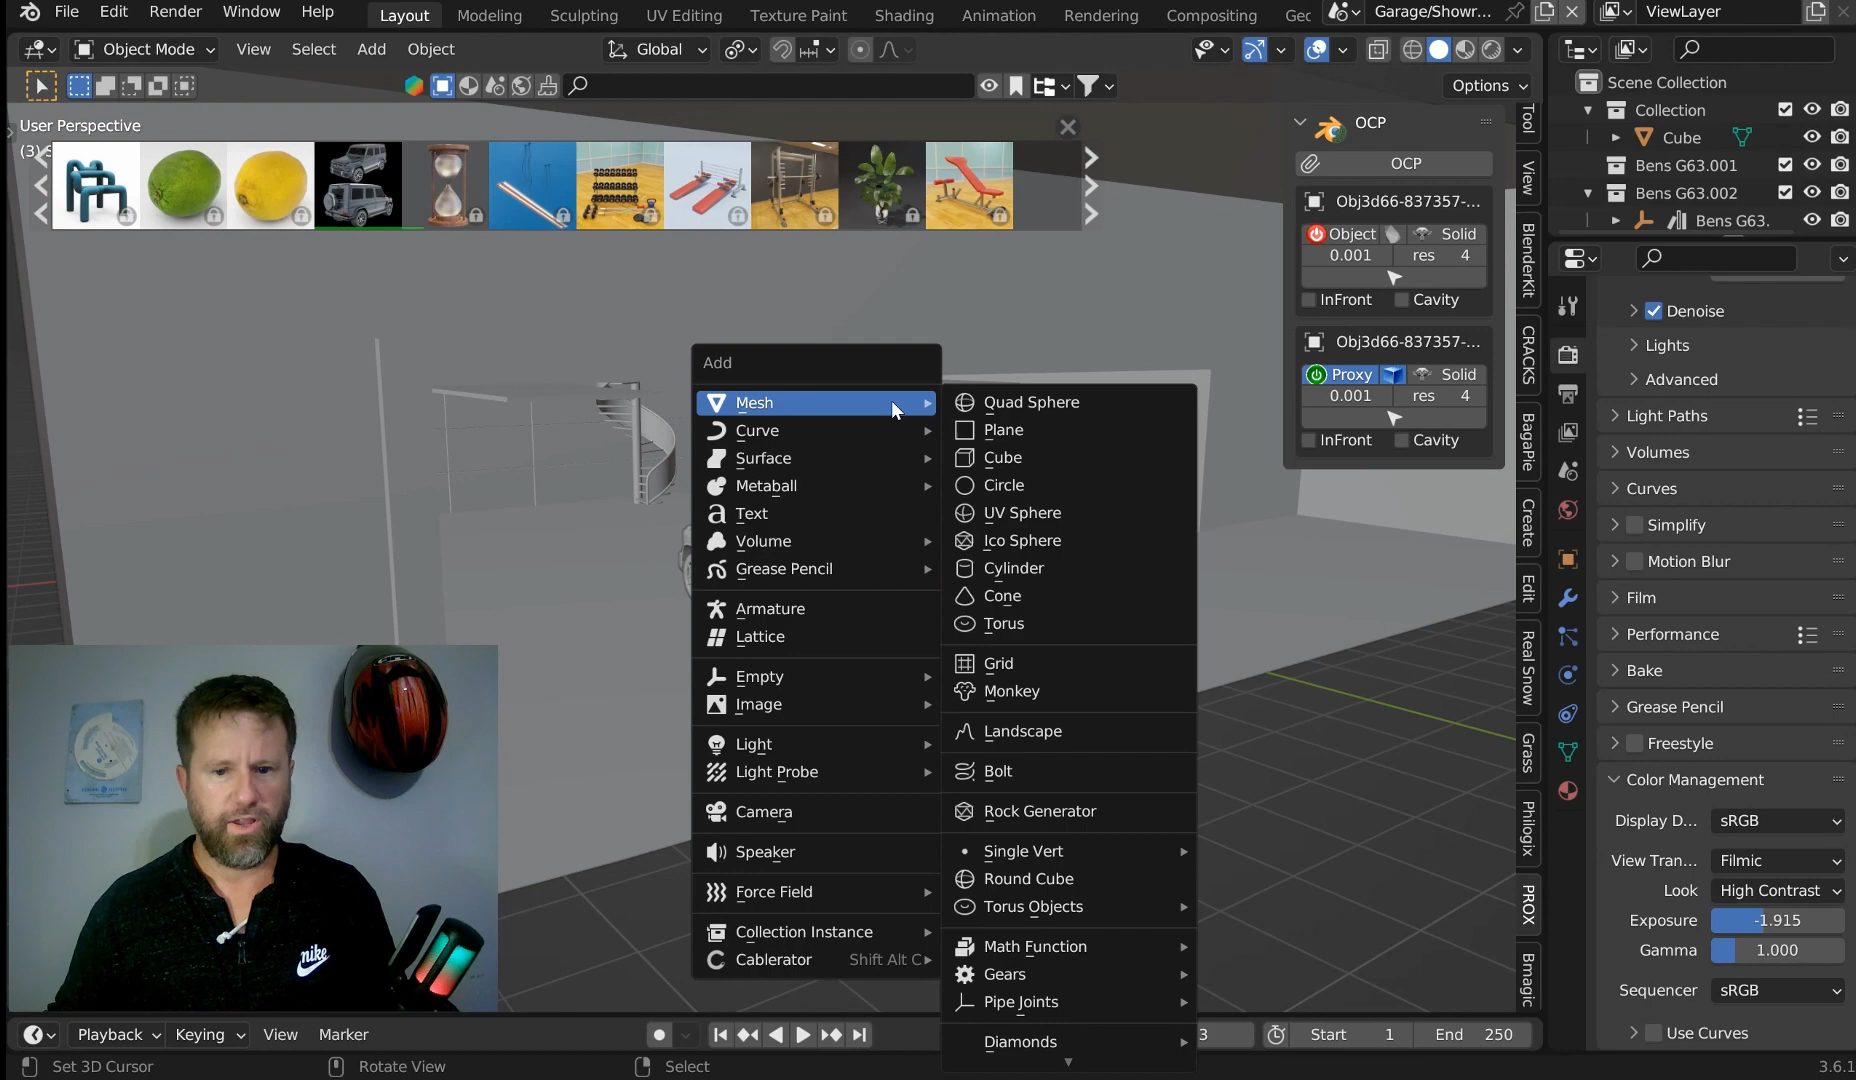 File Edit Render Window Help Layout Modeling Sculpting UV Editing Texture Paint Shading Animation Rendering Compositing Geo Garage/Showr... ViewLayer
Object Mode View Select Add Object Global
Options
User Perspective
(3) S
OCP
OCP
Obj3d66-837357-...
Object Solid
0.001 res 4
InFront Cavity
Obj3d66-837357-...
Proxy Solid
0.001 res 4
InFront Cavity
Tool
View
BlenderKit
CRACKS
BagaPie
Create
Edit
Real Snow
Grass
Philogix
PROX
Bmagic
Scene Collection
Collection
Cube
Bens G63.001
Bens G63.002
Bens G63.
Denoise
Lights
Advanced
Light Paths
Volumes
Curves
Simplify
Motion Blur
Film
Performance
Bake
Grease Pencil
Freestyle
Color Management
Display D... sRGB
View Tran... Filmic
Look High Contrast
Exposure -1.915
Gamma 1.000
Sequencer sRGB
Use Curves
Add
Mesh
Curve
Surface
Metaball
Text
Volume
Grease Pencil
Armature
Lattice
Empty
Image
Light
Light Probe
Camera
Speaker
Force Field
Collection Instance
Cablerator Shift Alt C
Quad Sphere
Plane
Cube
Circle
UV Sphere
Ico Sphere
Cylinder
Cone
Torus
Grid
Monkey
Landscape
Bolt
Rock Generator
Single Vert
Round Cube
Torus Objects
Math Function
Gears
Pipe Joints
Diamonds
NIKE
Playback Keying View Marker 3 Start 1 End 250
Set 3D Cursor Rotate View Select 3.6.1